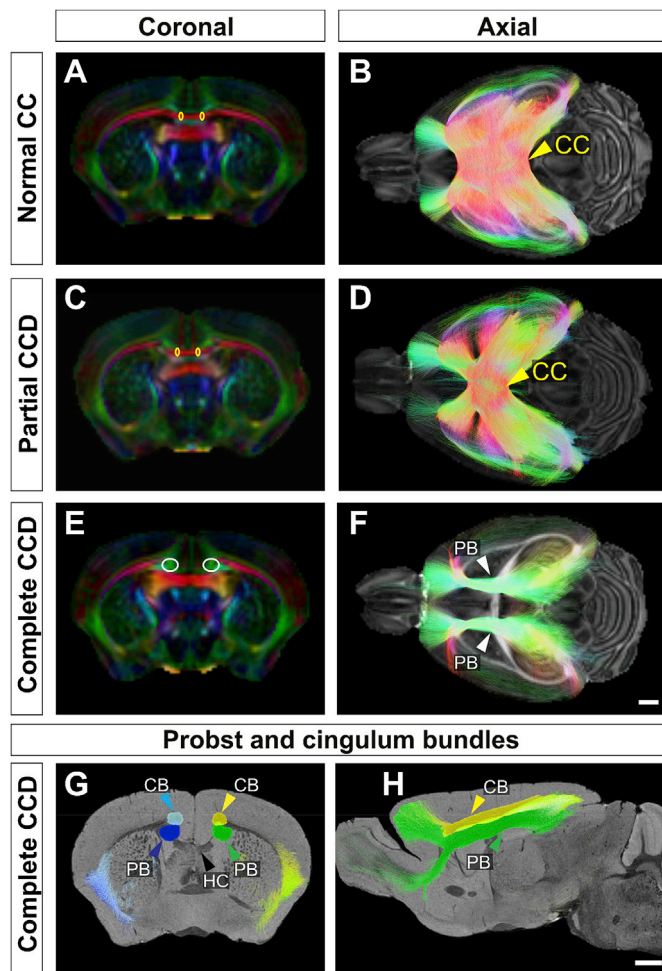 Coronal
Axial
Normal CC
A
B
CC
Partial CCD
C
D
CC
Complete CCD
E
F
PB
PB
Probst and cingulum bundles
Complete CCD
G
CB
CB
PB
HC
PB
H
CB
PB